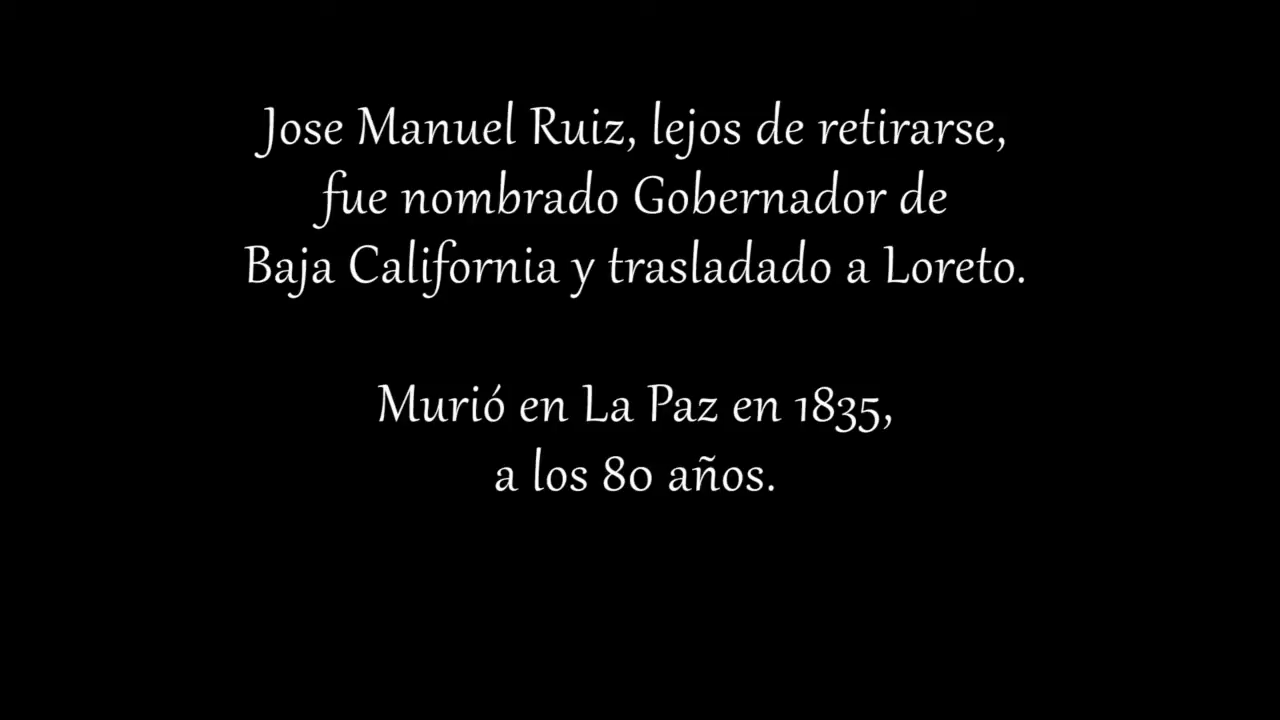 Jose Manuel Ruiz, lejos de retirarse,
fue nombrado Gobernador de
Baja California y trasladado a Loreto.
Murió en La Paz en 1835,
a los 80 años.